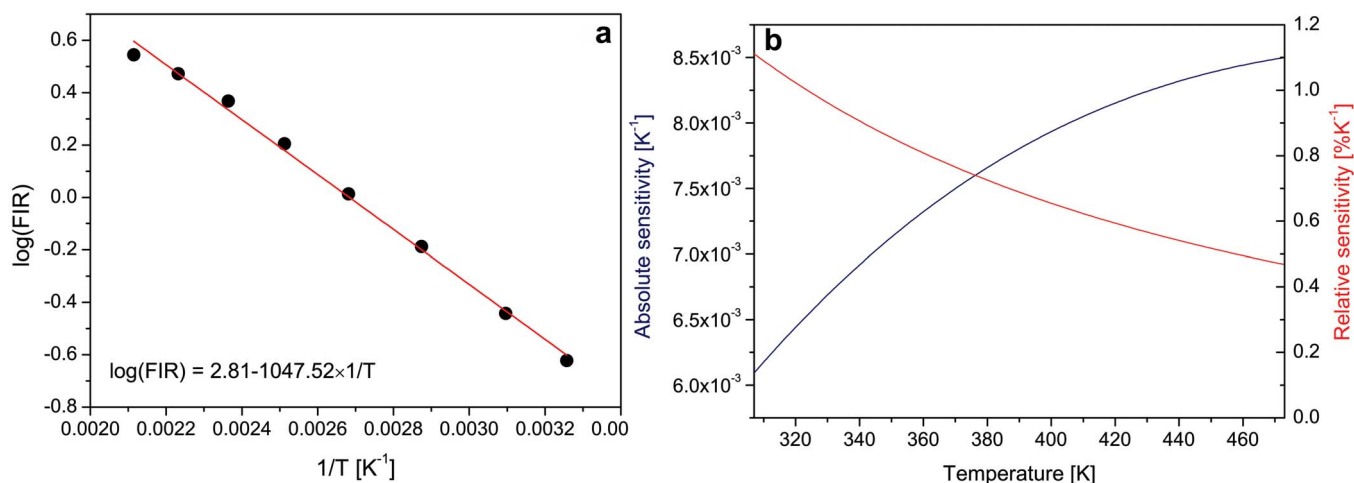 a
log(FIR)
0.6
0.4
0.2
0.0
-0.2
-0.4
-0.6
-0.8
log(FIR) = 2.81-1047.52×1/T
0.0020 0.0022 0.0024 0.0026 0.0028 0.0030 0.0032 0.00
1/T [K⁻¹]
b
Absolute sensitivity [K⁻¹]
8.5x10⁻³
8.0x10⁻³
7.5x10⁻³
7.0x10⁻³
6.5x10⁻³
6.0x10⁻³
1.2
1.0
0.8
0.6
0.4
0.2
0.0
Relative sensitivity [%K⁻¹]
320 340 360 380 400 420 440 460
Temperature [K]